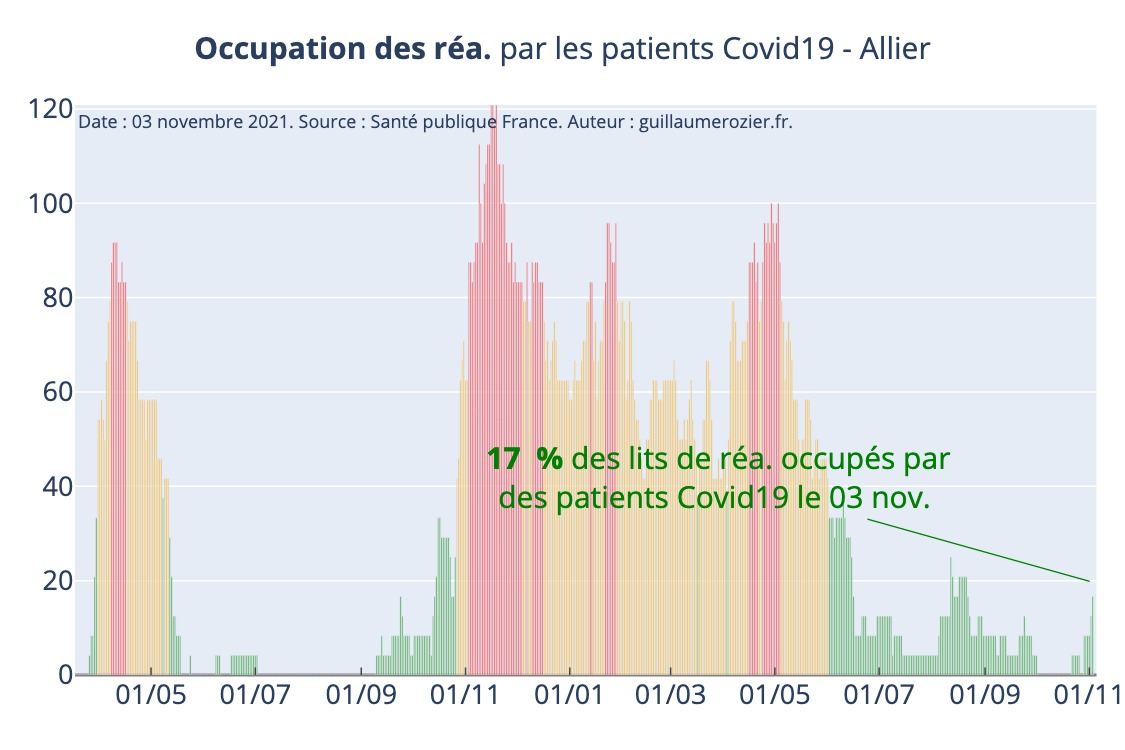 Occupation des réa. par les patients Covid19 - Allier
120
Date : 03 novembre 2021. Source : Santé publique France. Auteur : guillaumerozier.fr.
100
80
60
17 % des lits de réa. occupés par
des patients Covid19 le 03 nov.
40
20
0
01/05 01/07 01/09 01/11 01/01 01/03 01/05 01/07 01/09 01/11